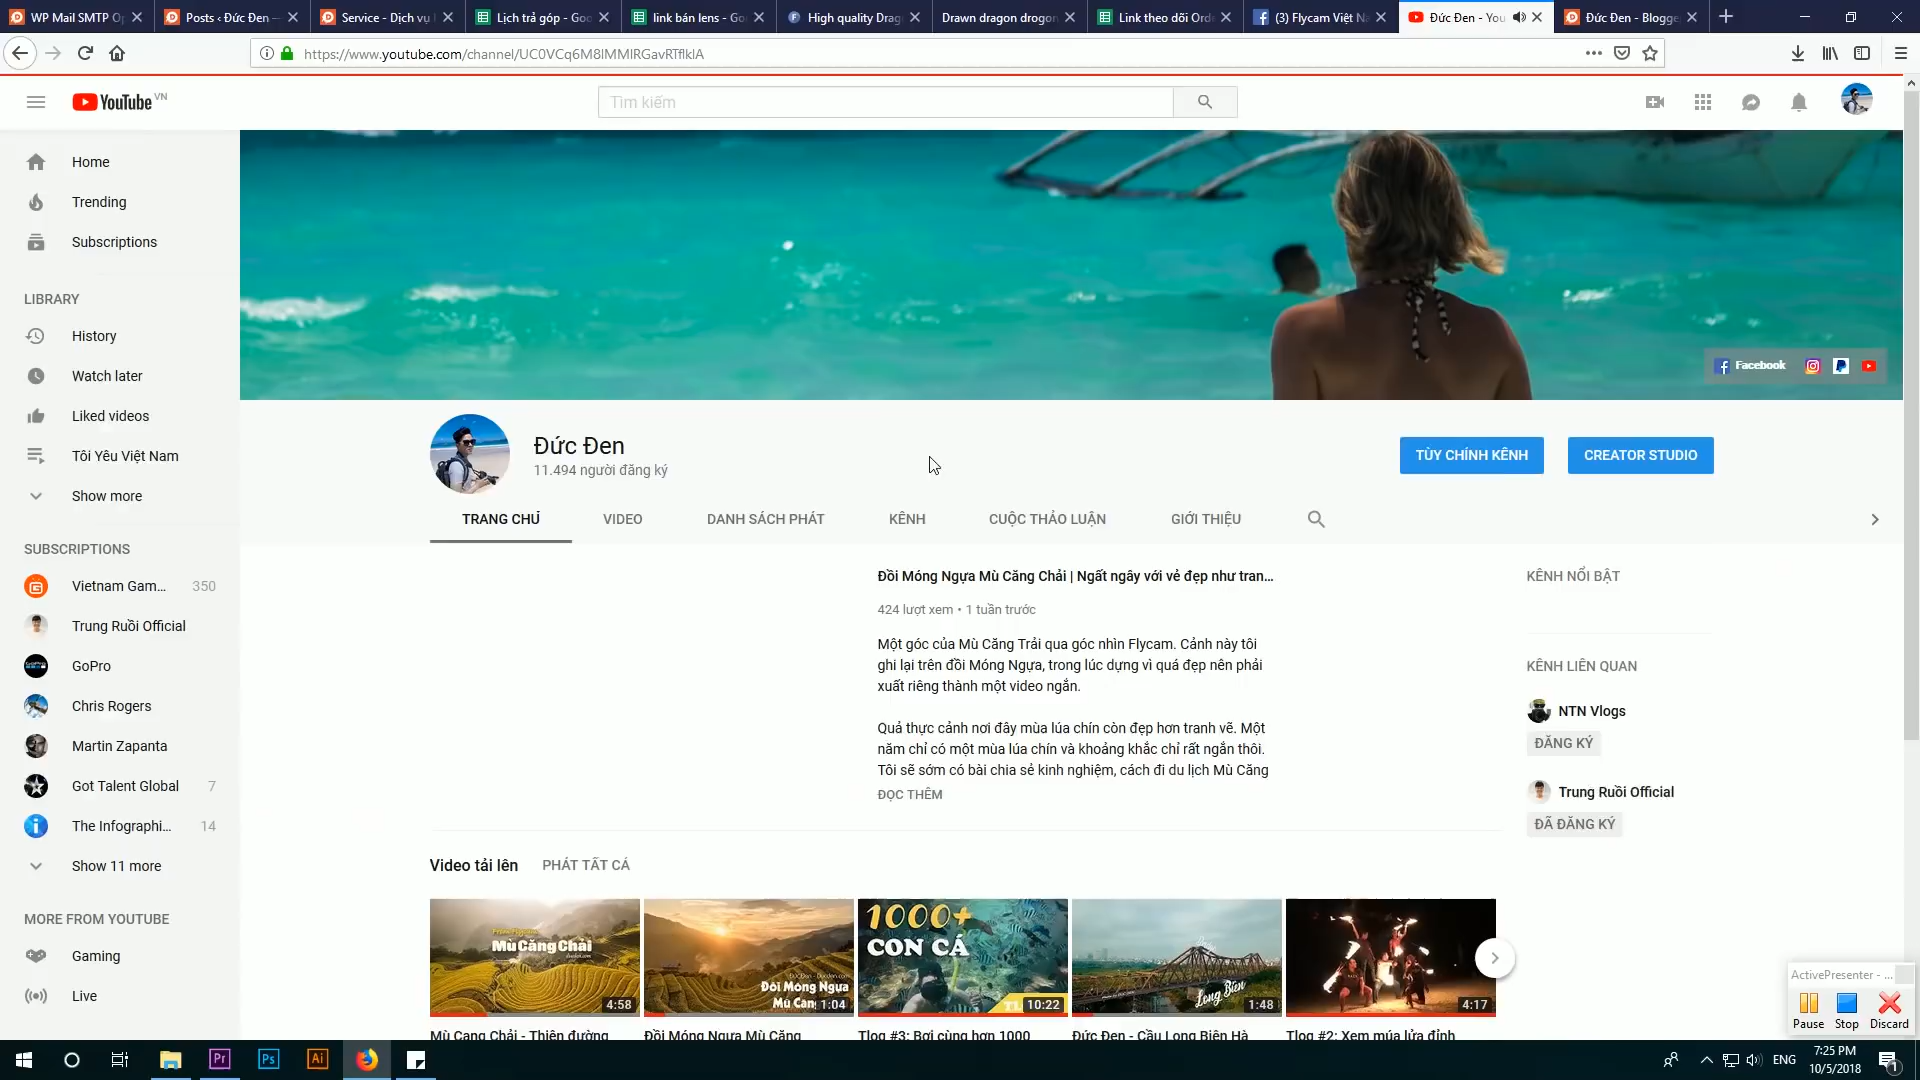 WP Mail SMTP Op
Posts ‹ Đức Đen —
Service - Dịch vụ
Lịch trả góp - Goo
link bán lens - Go
High quality Drag
Drawn dragon drogon
Link theo dõi Ord
(3) Flycam Việt Na
Đức Đen - You
Đức Đen - Blogge
https://www.youtube.com/channel/UC0VCq6M8lMMlRGavRTflklA
YouTube VN
Tìm kiếm
Home
Trending
Subscriptions
LIBRARY
History
Watch later
Liked videos
Tôi Yêu Việt Nam
Show more
SUBSCRIPTIONS
Vietnam Gam... 350
Trung Ruồi Official
GoPro
Chris Rogers
Martin Zapanta
Got Talent Global 7
The Infographi... 14
Show 11 more
MORE FROM YOUTUBE
Gaming
Live
Facebook
Đức Đen
11.494 người đăng ký
TÙY CHỈNH KÊNH
CREATOR STUDIO
TRANG CHỦ
VIDEO
DANH SÁCH PHÁT
KÊNH
CUỘC THẢO LUẬN
GIỚI THIỆU
Đồi Móng Ngựa Mù Căng Chải | Ngất ngây với vẻ đẹp như tran...
424 lượt xem • 1 tuần trước
Một góc của Mù Căng Trải qua góc nhìn Flycam. Cảnh này tôi
ghi lại trên đồi Móng Ngựa, trong lúc dựng vì quá đẹp nên phải
xuất riêng thành một video ngắn.
Quả thực cảnh nơi đây mùa lúa chín còn đẹp hơn tranh vẽ. Một
năm chỉ có một mùa lúa chín và khoảng khắc chỉ rất ngắn thôi.
Tôi sẽ sớm có bài chia sẻ kinh nghiệm, cách đi du lịch Mù Căng
ĐỌC THÊM
KÊNH NỔI BẬT
KÊNH LIÊN QUAN
NTN Vlogs
ĐĂNG KÝ
Trung Ruồi Official
ĐÃ ĐĂNG KÝ
Video tải lên
PHÁT TẤT CẢ
Mù Căng Chải
4:58
Đồi Móng Ngựa
Mù Cang
1:04
1000+
CON CÁ
10:22
Long Biên
1:48
4:17
Mù Cang Chải - Thiên đường
Đồi Móng Ngựa Mù Căng
Tlog #3: Bơi cùng hơn 1000
Đức Đen - Cầu Long Biên Hà
Tlog #2: Xem múa lửa đỉnh
ActivePresenter - ...
Pause
Stop
Discard
Pr
Ps
Ai
ENG
7:25 PM
10/5/2018
1